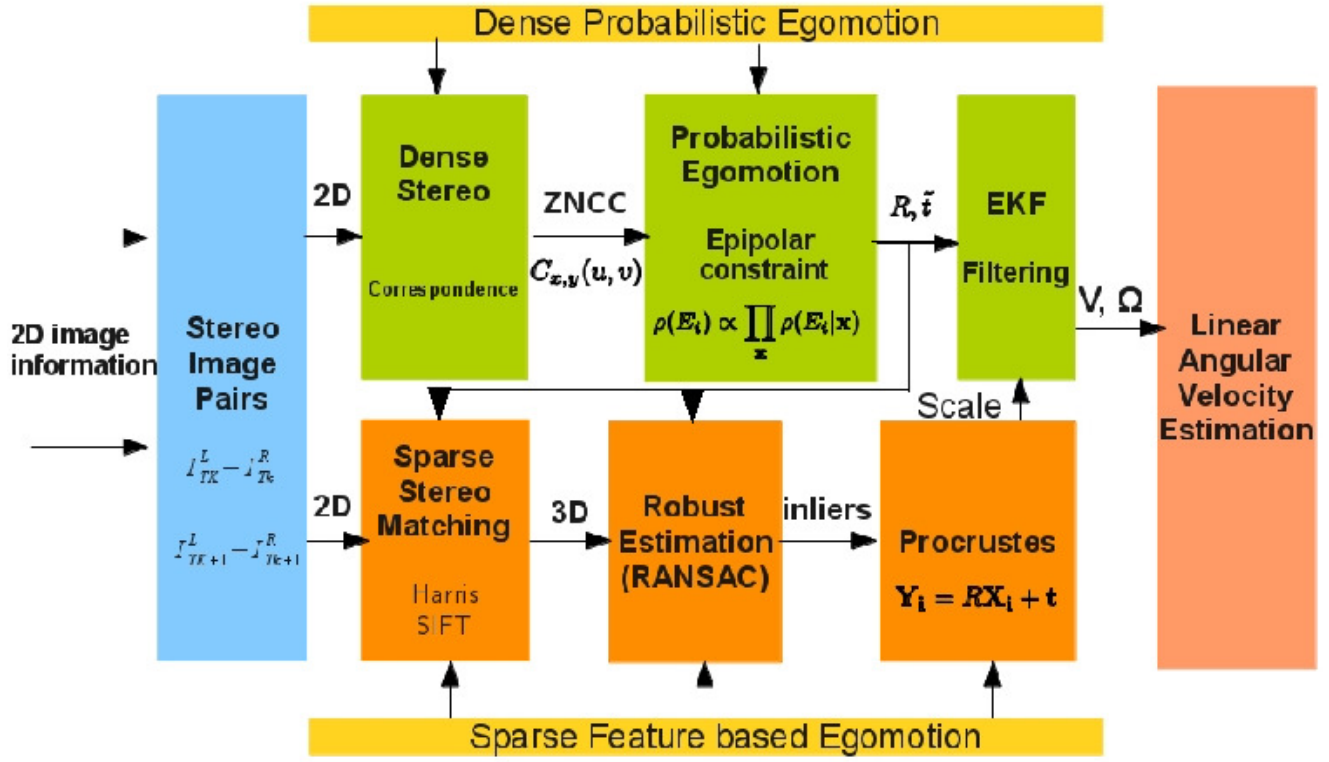 Dense Probabilistic Egomotion
2D image
information
Stereo
Image
Pairs
I^L_{TK} - I^R_{Tk}
I^L_{TK+1} - I^R_{Tk+1}
2D
Dense
Stereo
Correspondence
ZNCC
C_{x,y}(u, v)
Probabilistic
Egomotion
Epipolar
constraint
ρ(E_i) ∝ ∏_x ρ(E_i|x)
R, t̃
EKF
Filtering
V, Ω
Linear
Angular
Velocity
Estimation
2D
Sparse
Stereo
Matching
Harris
SIFT
3D
Robust
Estimation
(RANSAC)
inliers
Scale
Procrustes
Y_i = RX_i + t
Sparse Feature based Egomotion